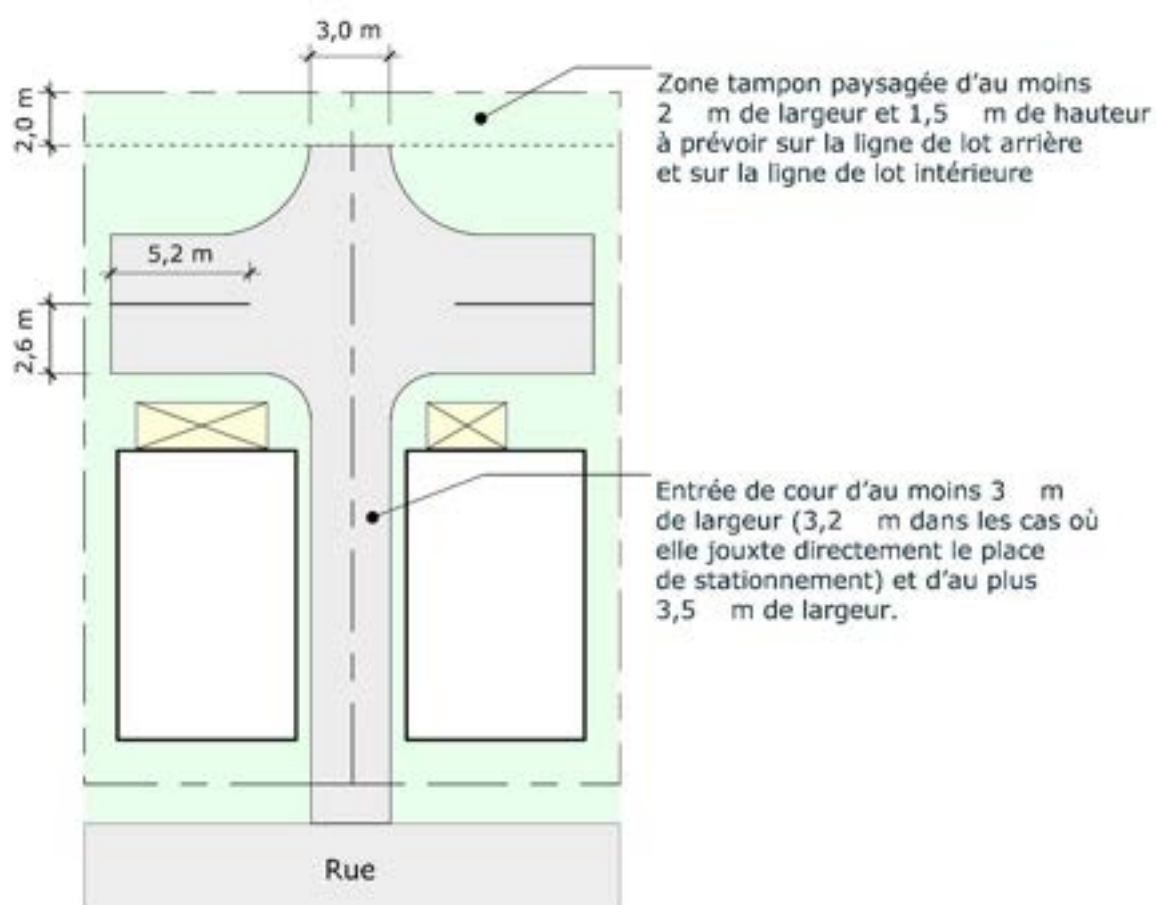 3,0 m
2,0 m
Zone tampon paysagée d'au moins
2 m de largeur et 1,5 m de hauteur
à prévoir sur la ligne de lot arrière
et sur la ligne de lot intérieure
5,2 m
2,6 m
Entrée de cour d'au moins 3 m
de largeur (3,2 m dans les cas où
elle jouxte directement le place
de stationnement) et d'au plus
3,5 m de largeur.
Rue